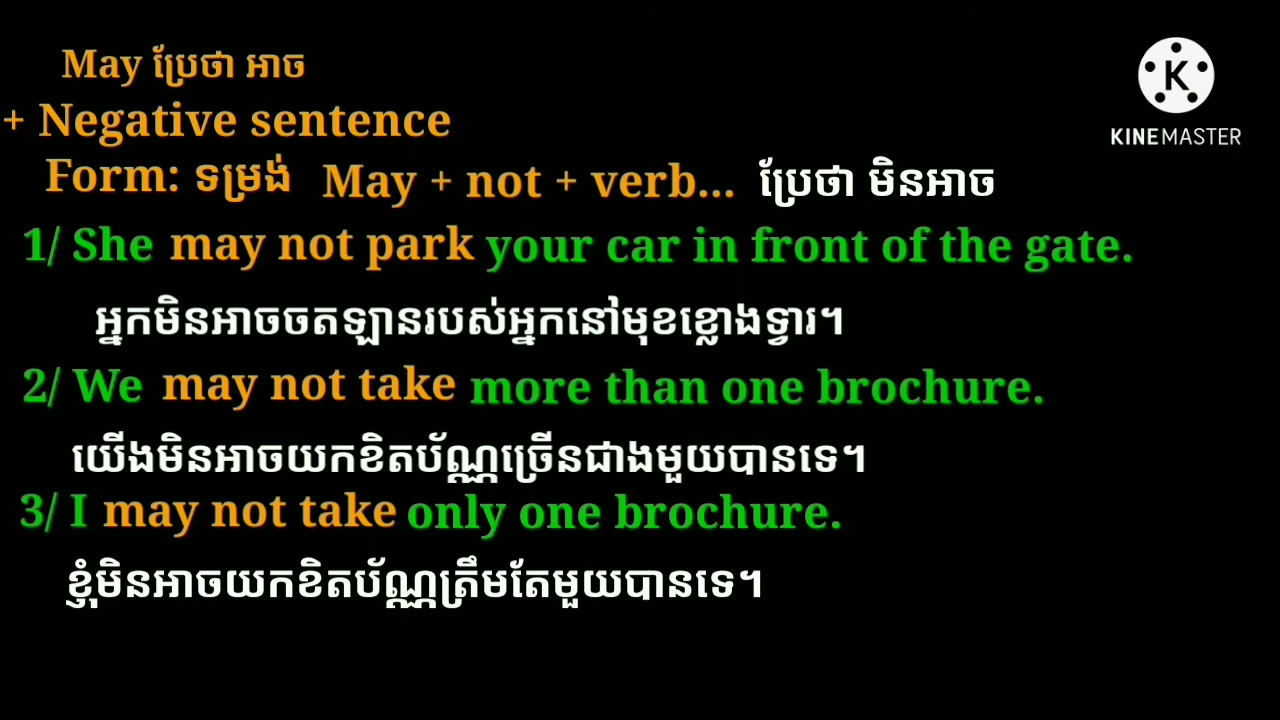 May ប្រែថា អាច
K
KINEMASTER
+ Negative sentence
Form: ទម្រង់ May + not + verb... ប្រែថា មិនអាច
1/ She may not park your car in front of the gate.
អ្នកមិនអាចចតឡានរបស់អ្នកនៅមុខខ្លោងទ្វារ។
2/ We may not take more than one brochure.
យើងមិនអាចយកខិតប័ណ្ណច្រើនជាងមួយបានទេ។
3/ I may not take only one brochure.
ខ្ញុំមិនអាចយកខិតប័ណ្ណត្រឹមតែមួយបានទេ។